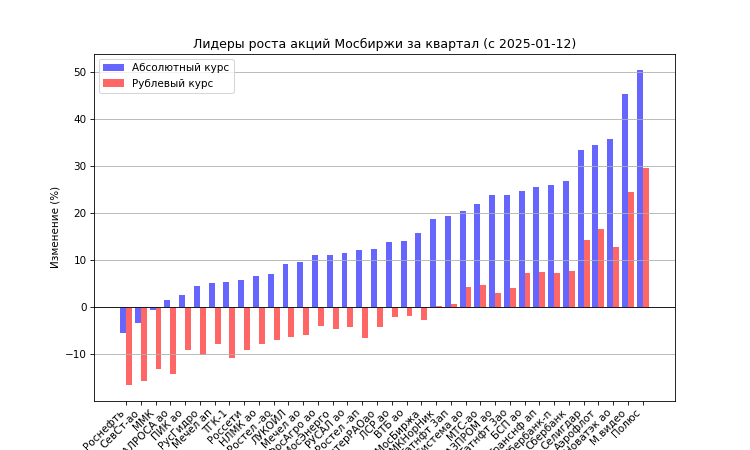 Лидеры роста акций Мосбиржи за квартал (с 2025-01-12)
Абсолютный курс
Рублевый курс
Изменение (%)
50
40
30
20
10
0
−10
Роснефть
СевСт-ао
ММК
АЛРОСА ао
ПИК ао
РусГидро
Мечел ап
ТГК-1
Россети
НЛМК ао
Ростел -ао
ЛУКОЙЛ
Мечел ао
РосАгро ао
РУСАЛ ао
Ростел -ап
ЛСР ао
ВТБ ао
МосБиржа
МТС-ао
БСП ао
Сбербанк
Селигдар
Аэрофлот
М.видео
Полюс